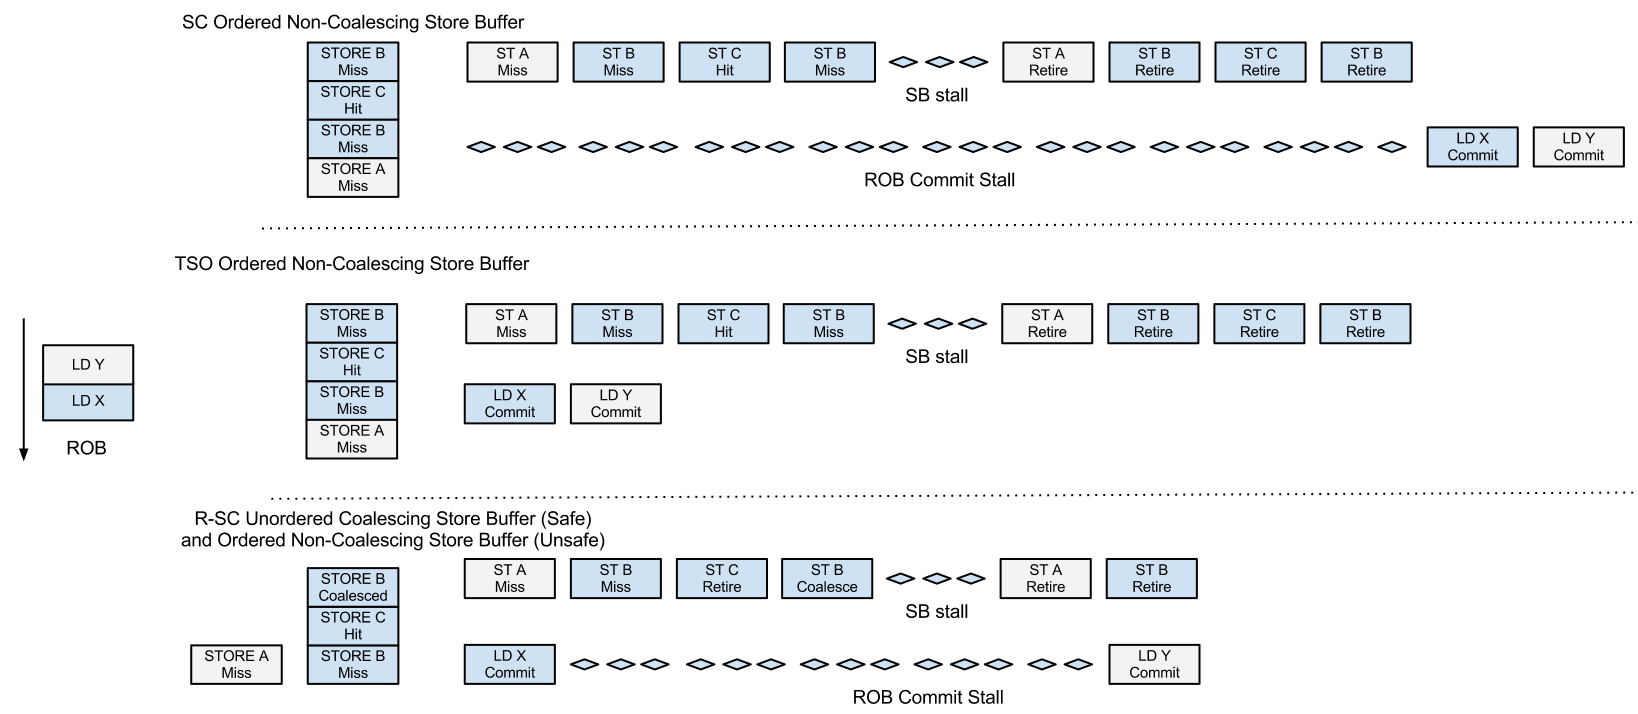 SC Ordered Non-Coalescing Store Buffer
STORE B
Miss
STORE C
Hit
STORE B
Miss
STORE A
Miss
ST A
Miss
ST B
Miss
ST C
Hit
ST B
Miss
SB stall
ST A
Retire
ST B
Retire
ST C
Retire
ST B
Retire
ROB Commit Stall
LD X
Commit
LD Y
Commit
TSO Ordered Non-Coalescing Store Buffer
LD Y
LD X
ROB
STORE B
Miss
STORE C
Hit
STORE B
Miss
STORE A
Miss
ST A
Miss
ST B
Miss
ST C
Hit
ST B
Miss
SB stall
ST A
Retire
ST B
Retire
ST C
Retire
ST B
Retire
LD X
Commit
LD Y
Commit
R-SC Unordered Coalescing Store Buffer (Safe)
and Ordered Non-Coalescing Store Buffer (Unsafe)
STORE B
Coalesced
STORE C
Hit
STORE A
Miss
STORE B
Miss
ST A
Miss
ST B
Miss
ST C
Retire
ST B
Coalesce
SB stall
ST A
Retire
ST B
Retire
LD X
Commit
ROB Commit Stall
LD Y
Commit